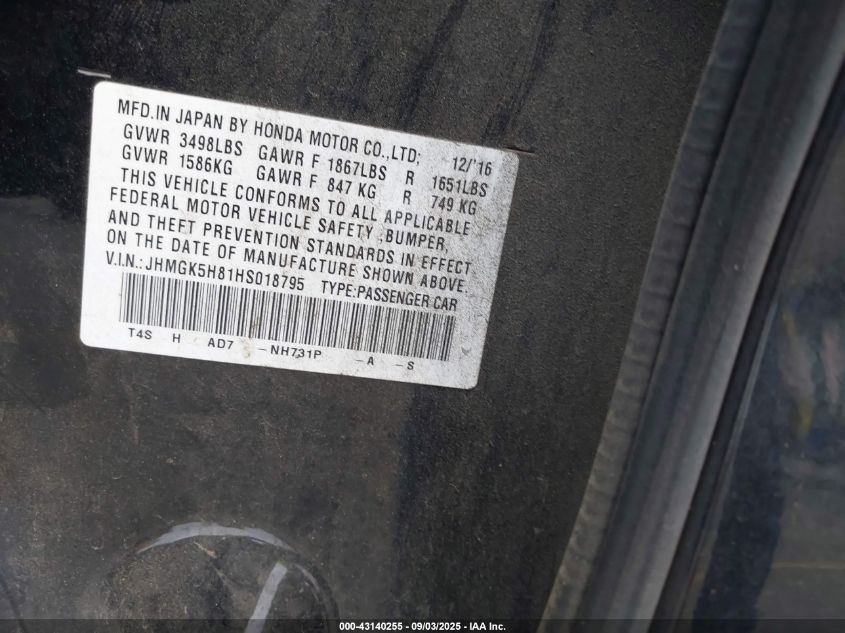 MFD.IN JAPAN BY HONDA MOTOR CO.,LTD; 12/'16
GVWR 3498LBS GAWR F 1867LBS R 1651LBS
GVWR 1586KG GAWR F 847 KG R 749 KG
THIS VEHICLE CONFORMS TO ALL APPLICABLE
FEDERAL MOTOR VEHICLE SAFETY ,BUMPER,
AND THEFT PREVENTION STANDARDS IN EFFECT
ON THE DATE OF MANUFACTURE SHOWN ABOVE.
V.I.N.: JHMGK5H81HS018795 TYPE:PASSENGER CAR
T4S H AD7 -NH731P -A -S
000-43140255 - 09/03/2025 - IAA Inc.